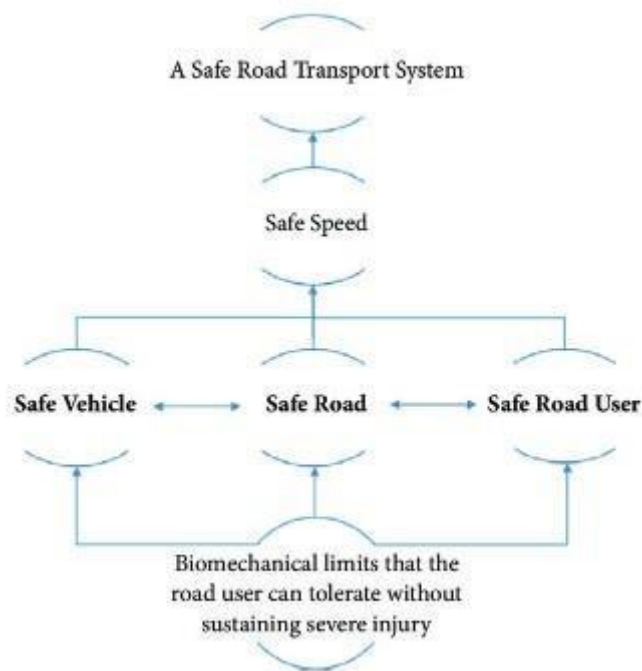 A Safe Road Transport System
Safe Speed
Safe Vehicle
Safe Road
Safe Road User
Biomechanical limits that the
road user can tolerate without
sustaining severe injury